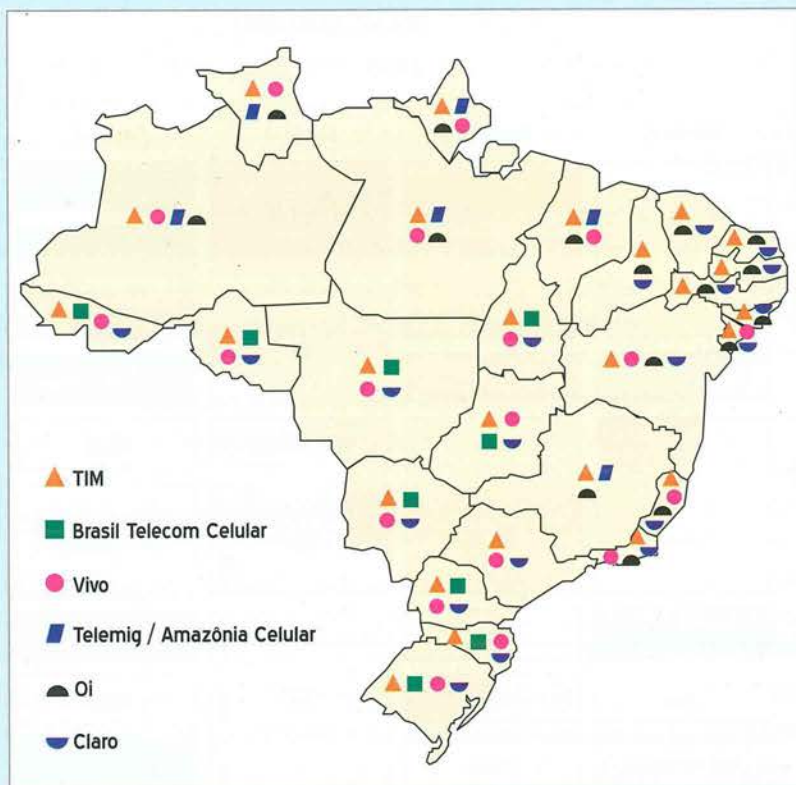 TIM
Brasil Telecom Celular
Vivo
Telemig / Amazônia Celular
Oi
Claro